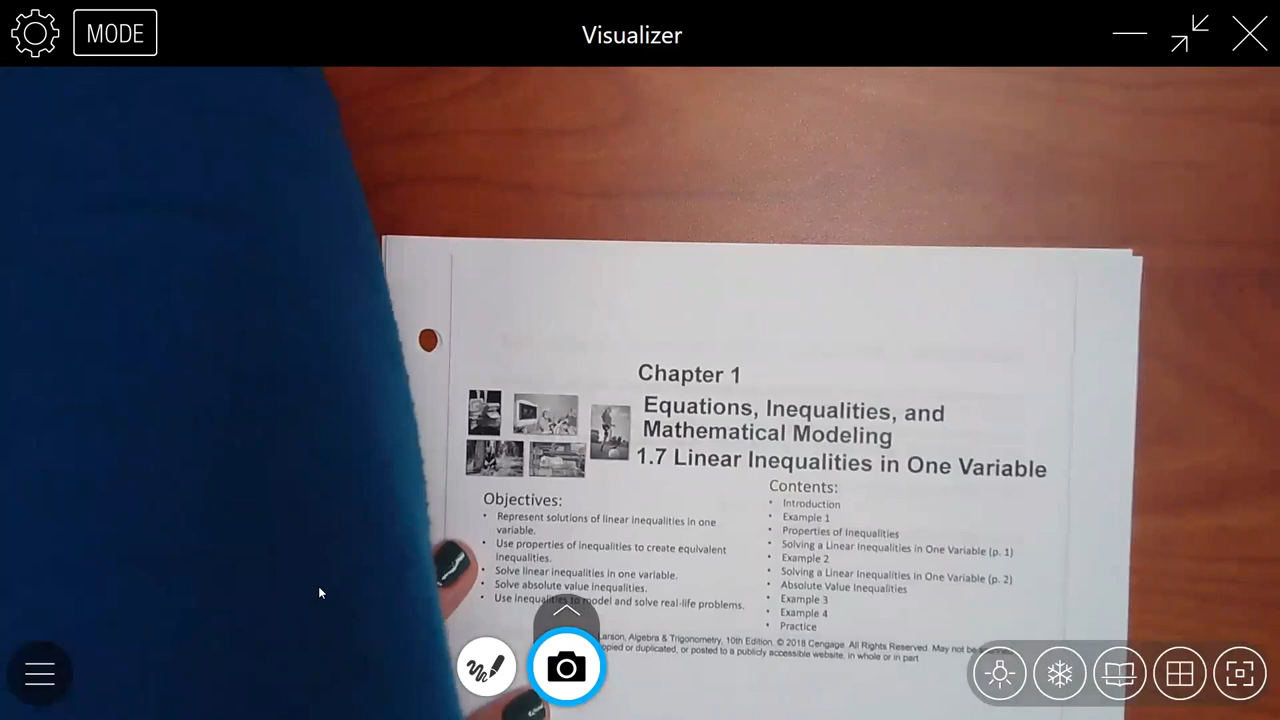 MODE
Visualizer
Chapter 1
Equations, Inequalities, and
Mathematical Modeling
1.7 Linear Inequalities in One Variable
Objectives:
• Represent solutions of linear inequalities in one
variable.
• Use properties of inequalities to create equivalent
inequalities.
• Solve linear inequalities in one variable.
• Solve absolute value inequalities.
• Use inequalities to model and solve real-life problems.
Contents:
• Introduction
• Example 1
• Properties of Inequalities
• Solving a Linear Inequalities in One Variable (p. 1)
• Example 2
• Solving a Linear Inequalities in One Variable (p. 2)
• Absolute Value Inequalities
• Example 3
• Example 4
• Practice
Larson, Algebra & Trigonometry, 10th Edition. © 2018 Cengage. All Rights Reserved. May not be
copied or duplicated, or posted to a publicly accessible website, in whole or in part